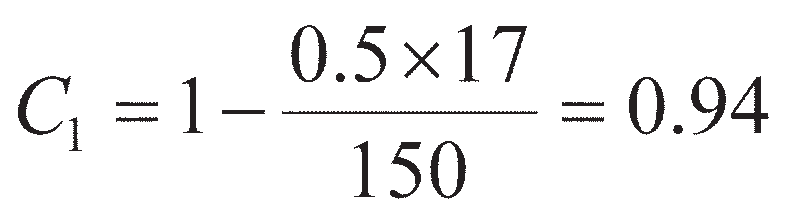 C₁ = 1 − (0.5×17)/150 = 0.94